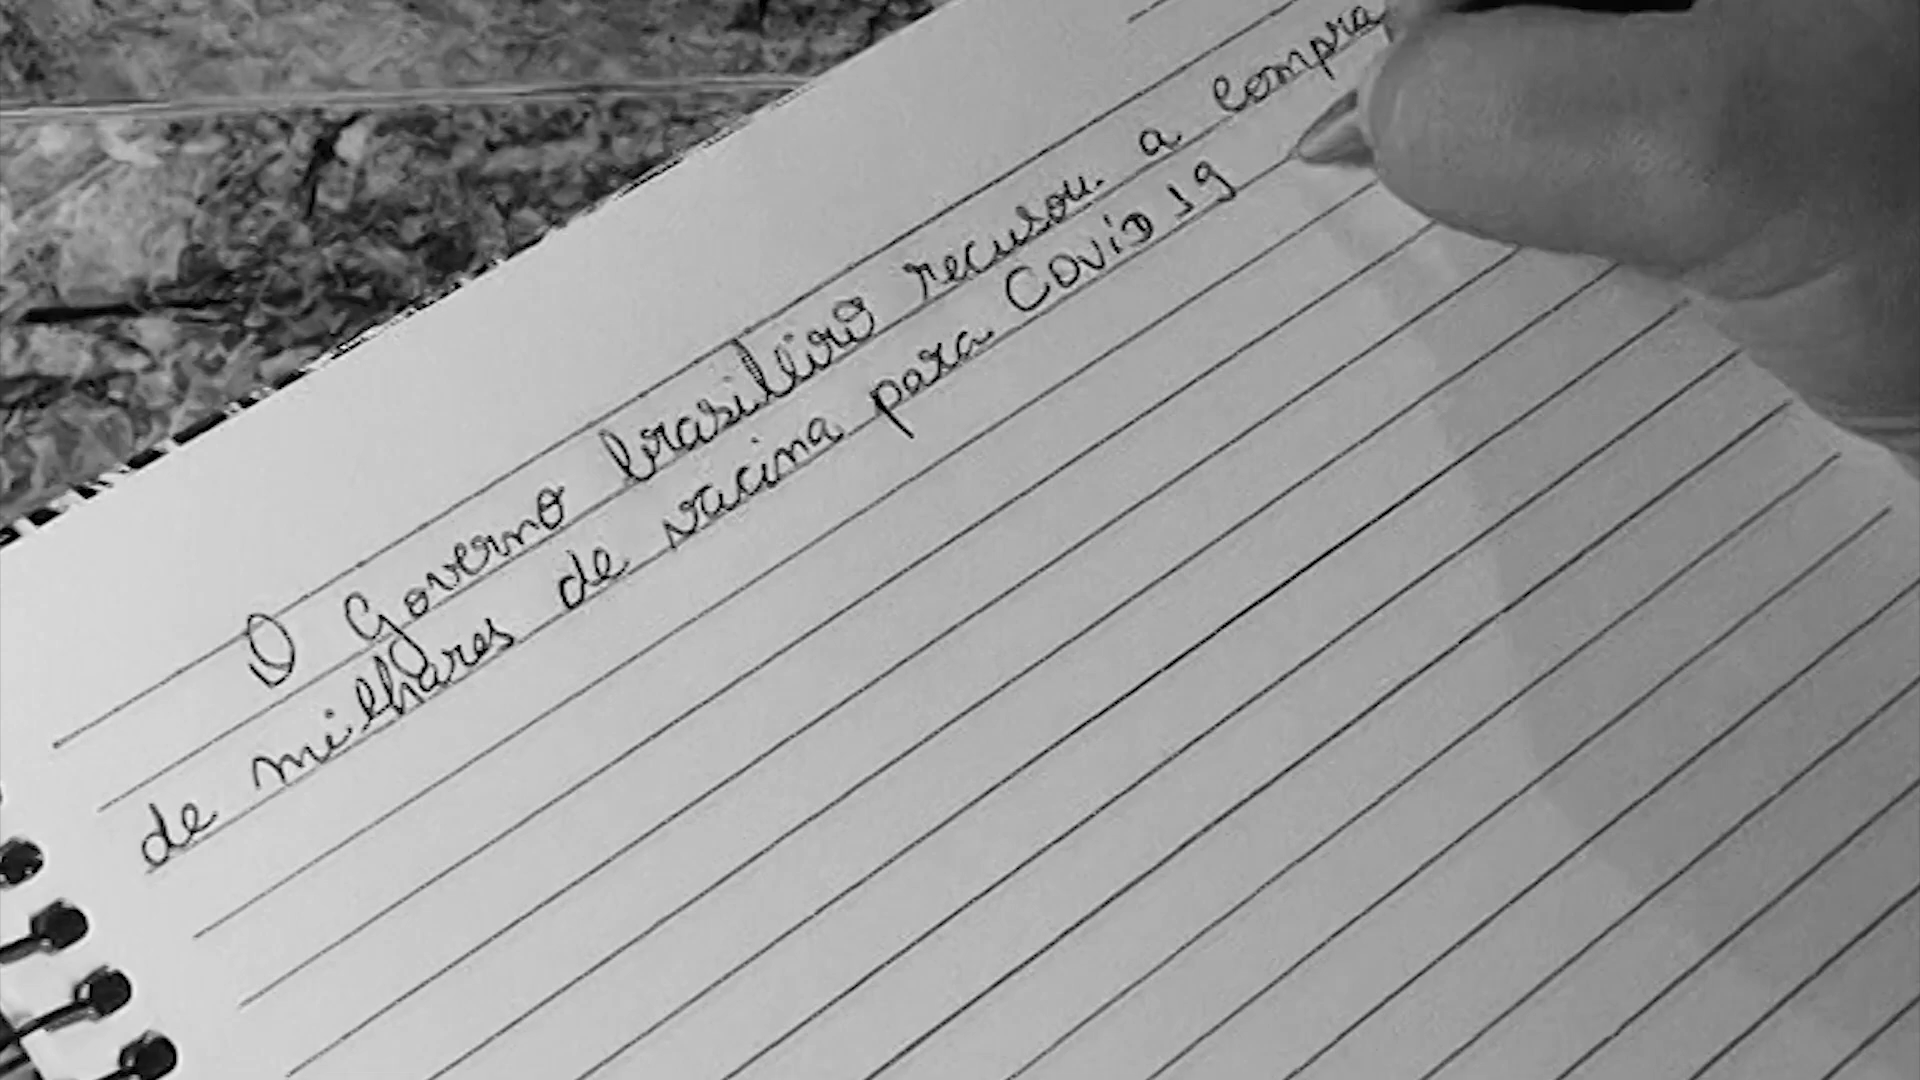 O Governo brasileiro recusou a compra
de milhares de vacina para COVID 19